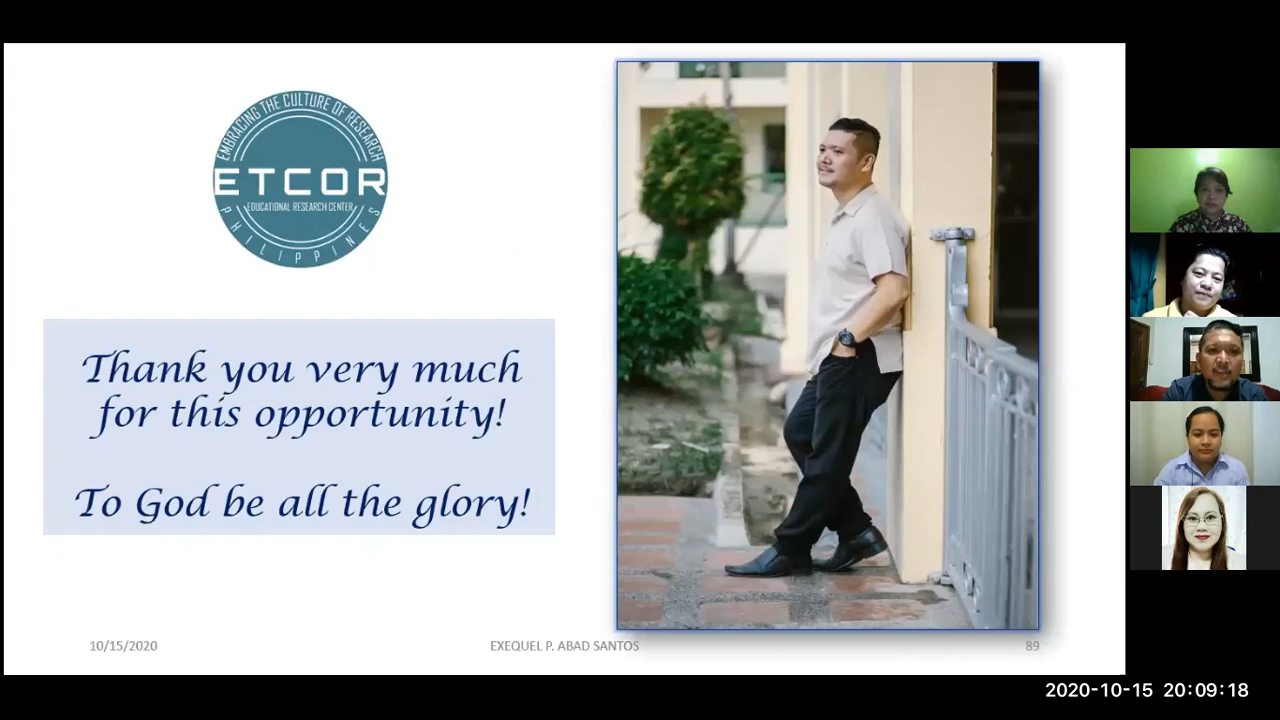 EMBRACING THE CULTURE OF RESEARCH
ETCOR
EDUCATIONAL RESEARCH CENTER
PHILIPPINES
Thank you very much
for this opportunity!
To God be all the glory!
10/15/2020
EXEQUEL P. ABAD SANTOS
89
2020-10-15 20:09:18